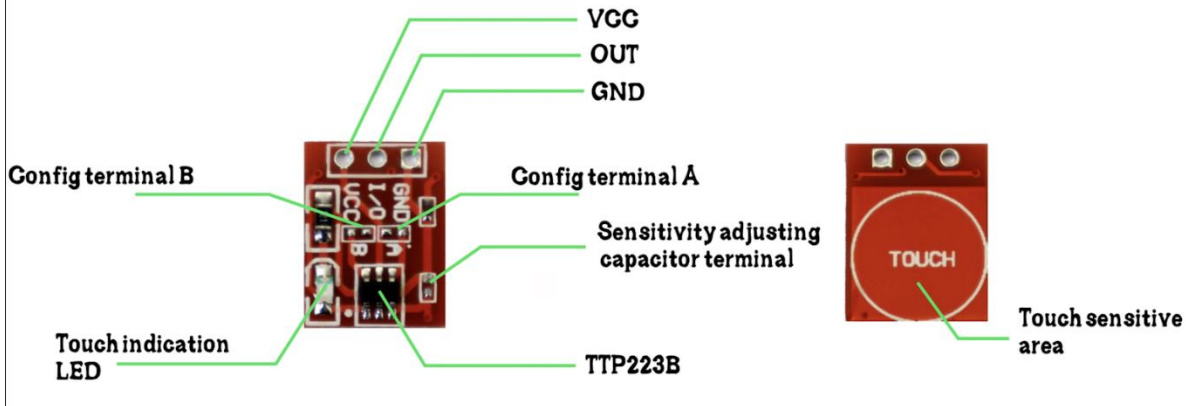 VCC
OUT
GND
Config terminal B
Config terminal A
Sensitivity adjusting
capacitor terminal
VCC
I/O
GND
B
A
TOUCH
Touch indication
LED
TTP223B
Touch sensitive
area